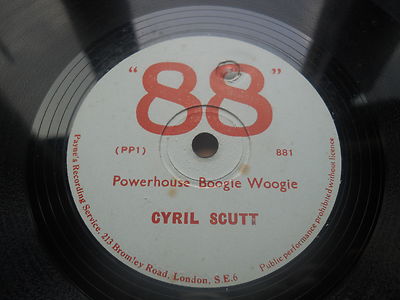 "88"
(PP1)
881
Powerhouse Boogie Woogie
CYRIL SCUTT
Payne's Recording Service, 213 Bromley Road, London, S.E.6
Public performance prohibited without licence